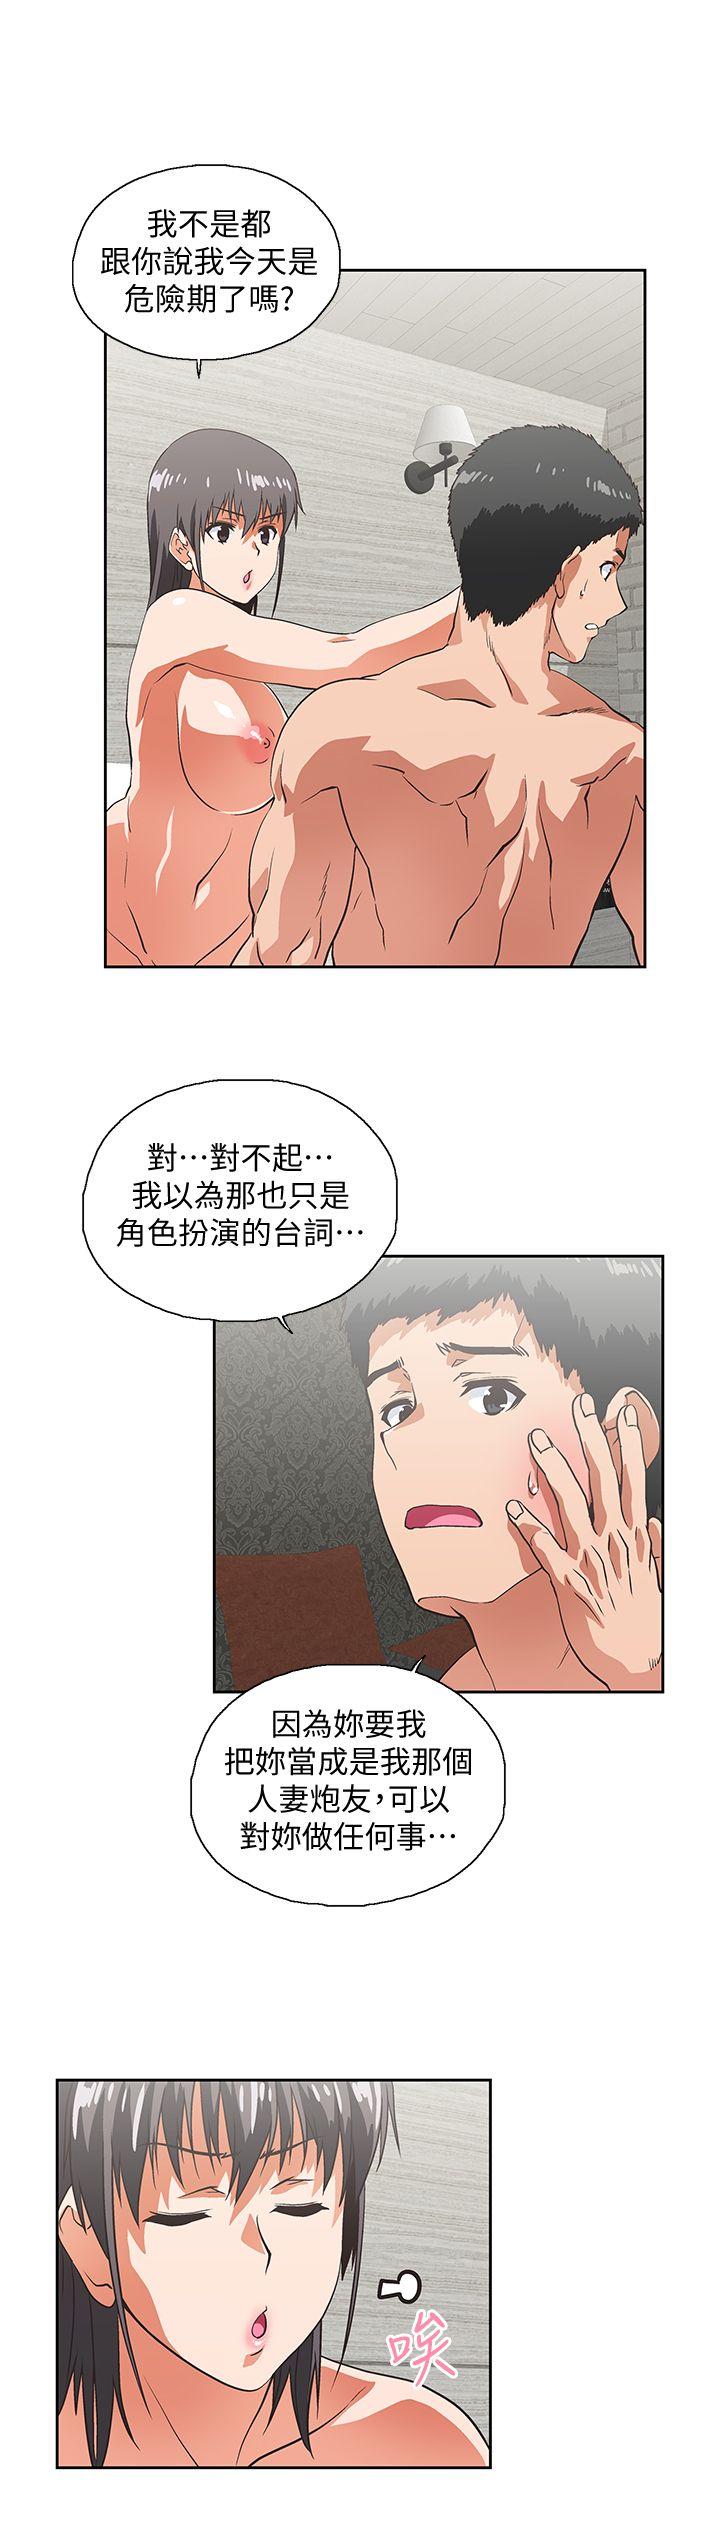 我不是都
跟你說我今天是
危險期了嗎?
對…對不起…
我以為那也只是
角色扮演的台詞…
因為妳要我
把妳當成是我那個
人妻炮友,可以
對妳做任何事…
唉